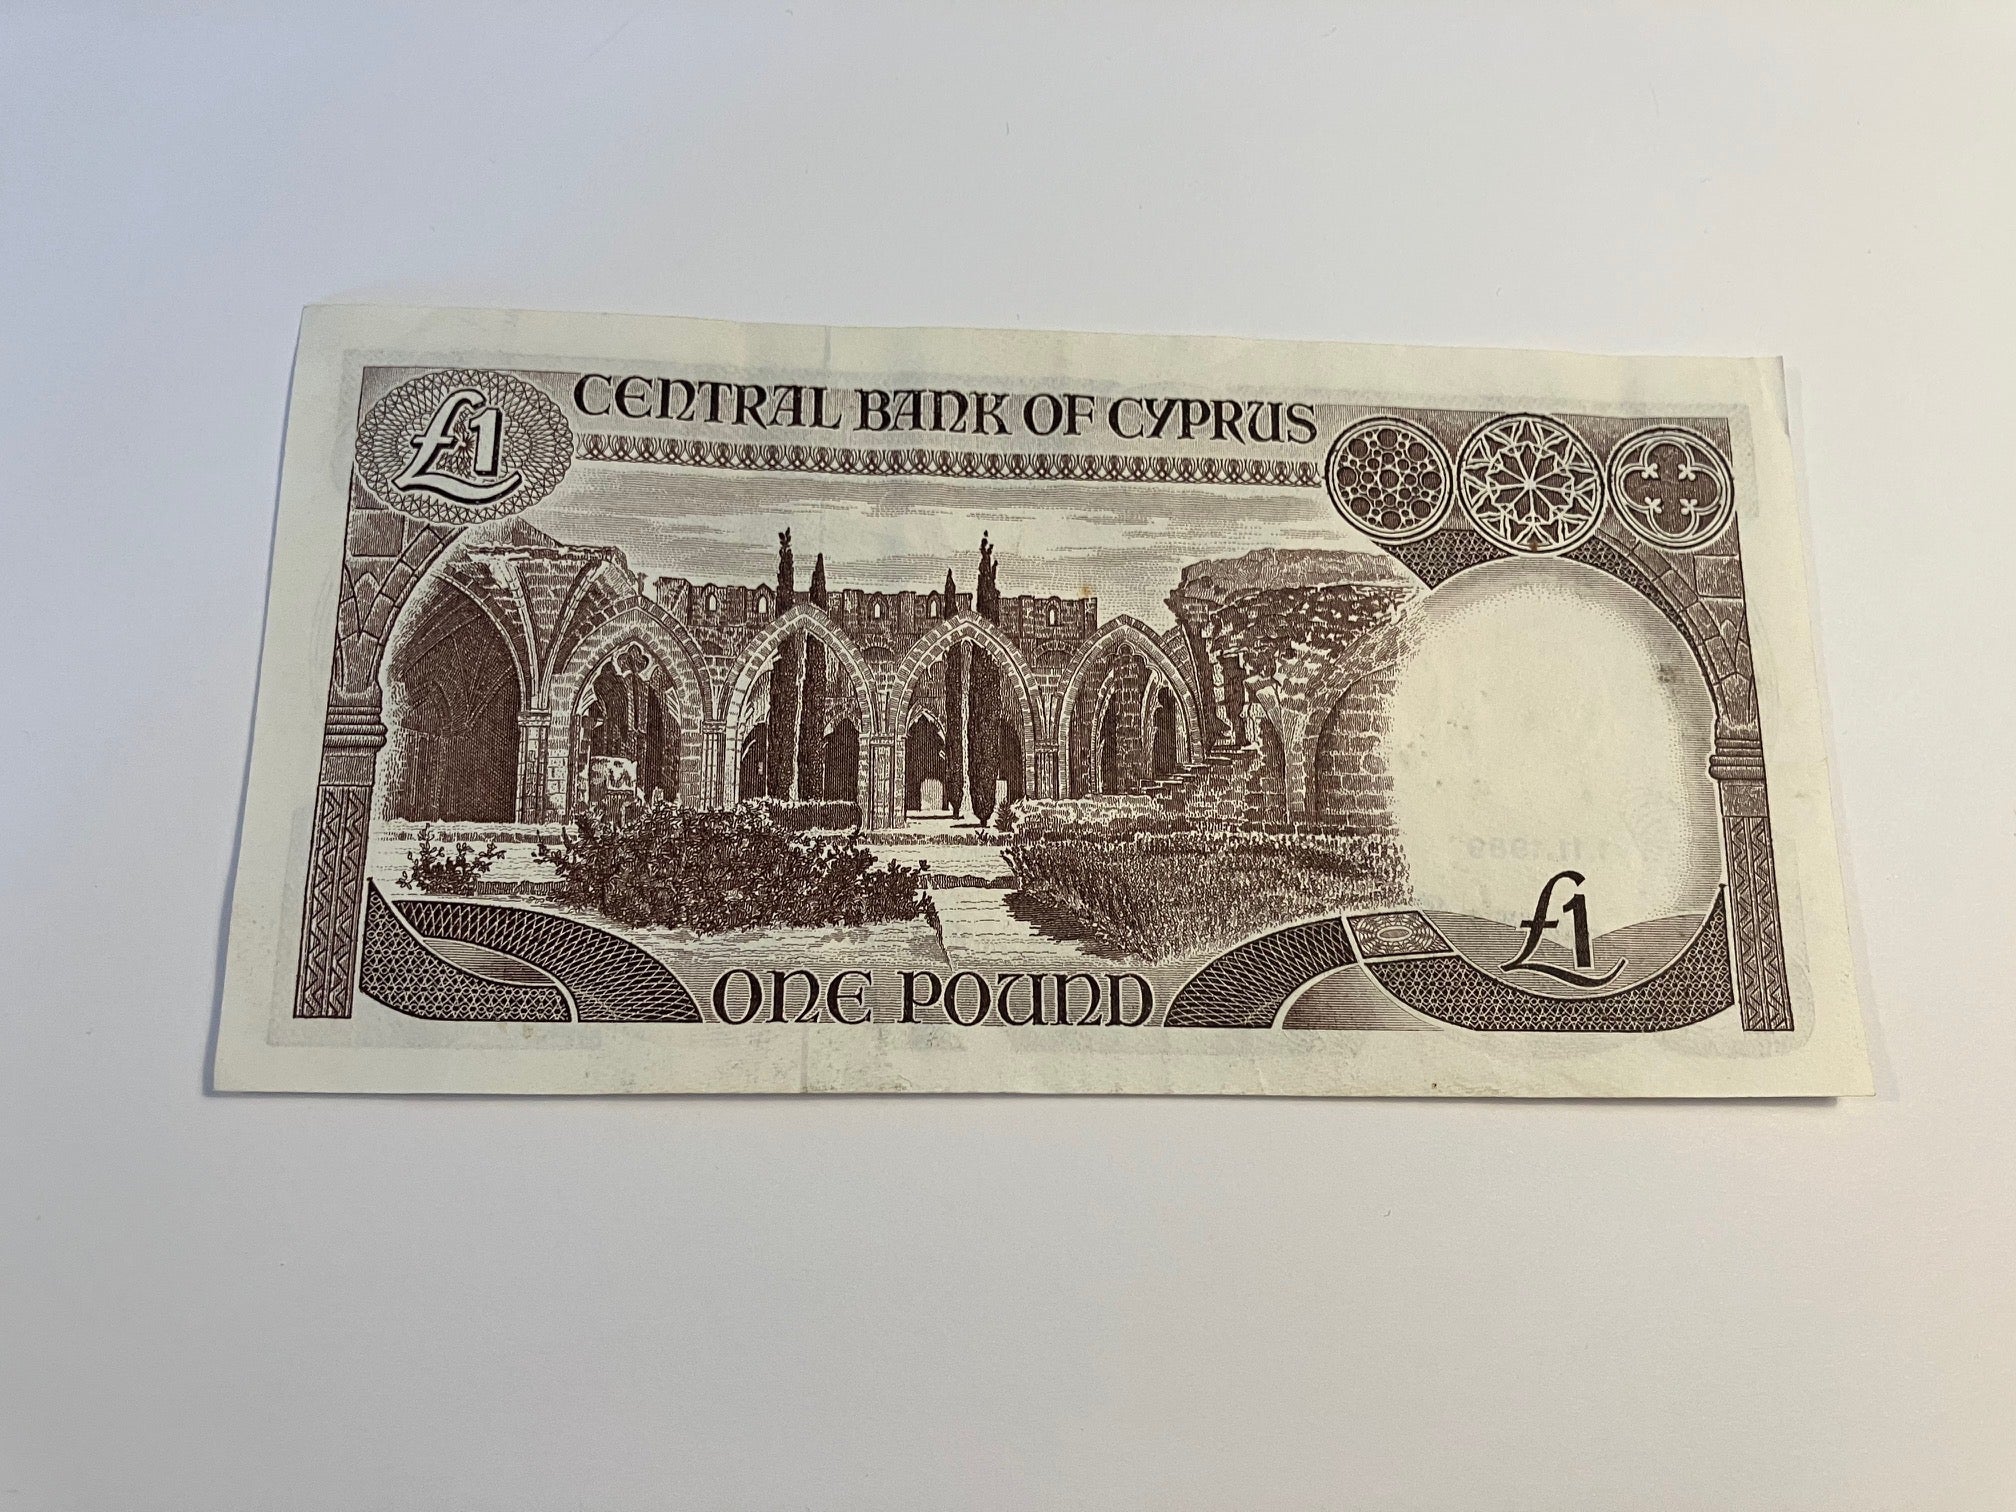 £1
CENTRAL BANK OF CYPRUS
£1
ONE POUND